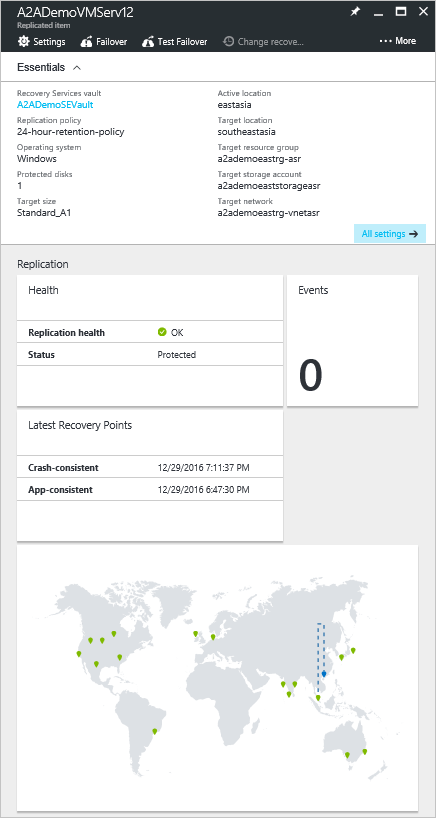 A2ADemoVMServ12
Replicated item
Settings Failover Test Failover Change recove... ··· More
Essentials
Recovery Services vault
A2ADemoSEVault
Replication policy
24-hour-retention-policy
Operating system
Windows
Protected disks
1
Target size
Standard_A1
Active location
eastasia
Target location
southeastasia
Target resource group
a2ademoeastrg-asr
Target storage account
a2ademoeaststorageasr
Target network
a2ademoeastrg-vnetasr
All settings
Replication
Health
Replication health OK
Status Protected
Events
0
Latest Recovery Points
Crash-consistent 12/29/2016 7:11:37 PM
App-consistent 12/29/2016 6:47:30 PM